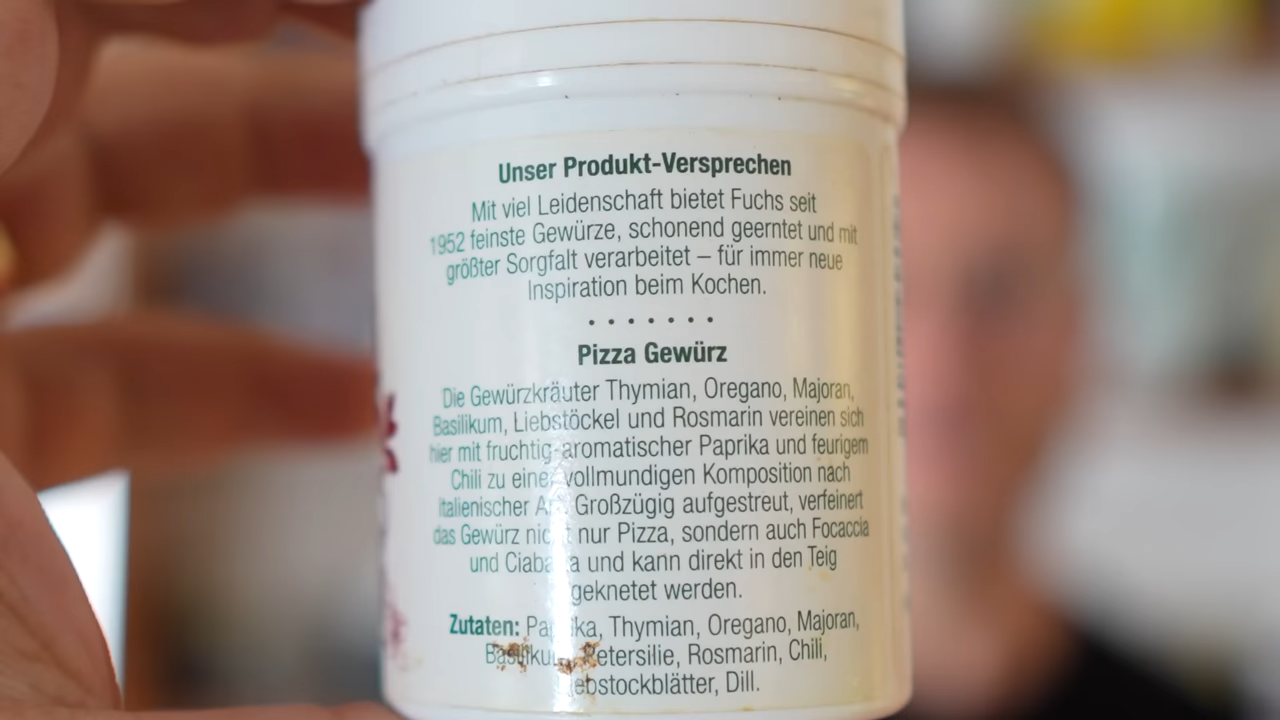 Unser Produkt-Versprechen
Mit viel Leidenschaft bietet Fuchs seit
1952 feinste Gewürze, schonend geerntet und mit
größter Sorgfalt verarbeitet – für immer neue
Inspiration beim Kochen.
Pizza Gewürz
Die Gewürzkräuter Thymian, Oregano, Majoran,
Basilikum, Liebstöckel und Rosmarin vereinen sich
hier mit fruchtig-aromatischer Paprika und feurigem
Chili zu einer vollmundigen Komposition nach
Italienischer Art. Großzügig aufgestreut, verfeinert
das Gewürz nicht nur Pizza, sondern auch Focaccia
und Ciabatta und kann direkt in den Teig
geknetet werden.
Zutaten: Paprika, Thymian, Oregano, Majoran,
Basilikum, Petersilie, Rosmarin, Chili,
Dill.